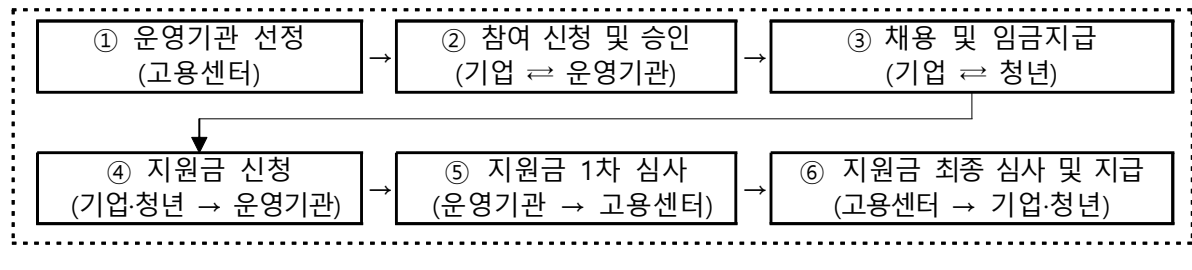 ① 운영기관 선정
(고용센터)
→
② 참여 신청 및 승인
(기업 ⇄ 운영기관)
→
③ 채용 및 임금지급
(기업 ⇄ 청년)
④ 지원금 신청
(기업·청년 → 운영기관)
→
⑤ 지원금 1차 심사
(운영기관 → 고용센터)
→
⑥ 지원금 최종 심사 및 지급
(고용센터 → 기업·청년)